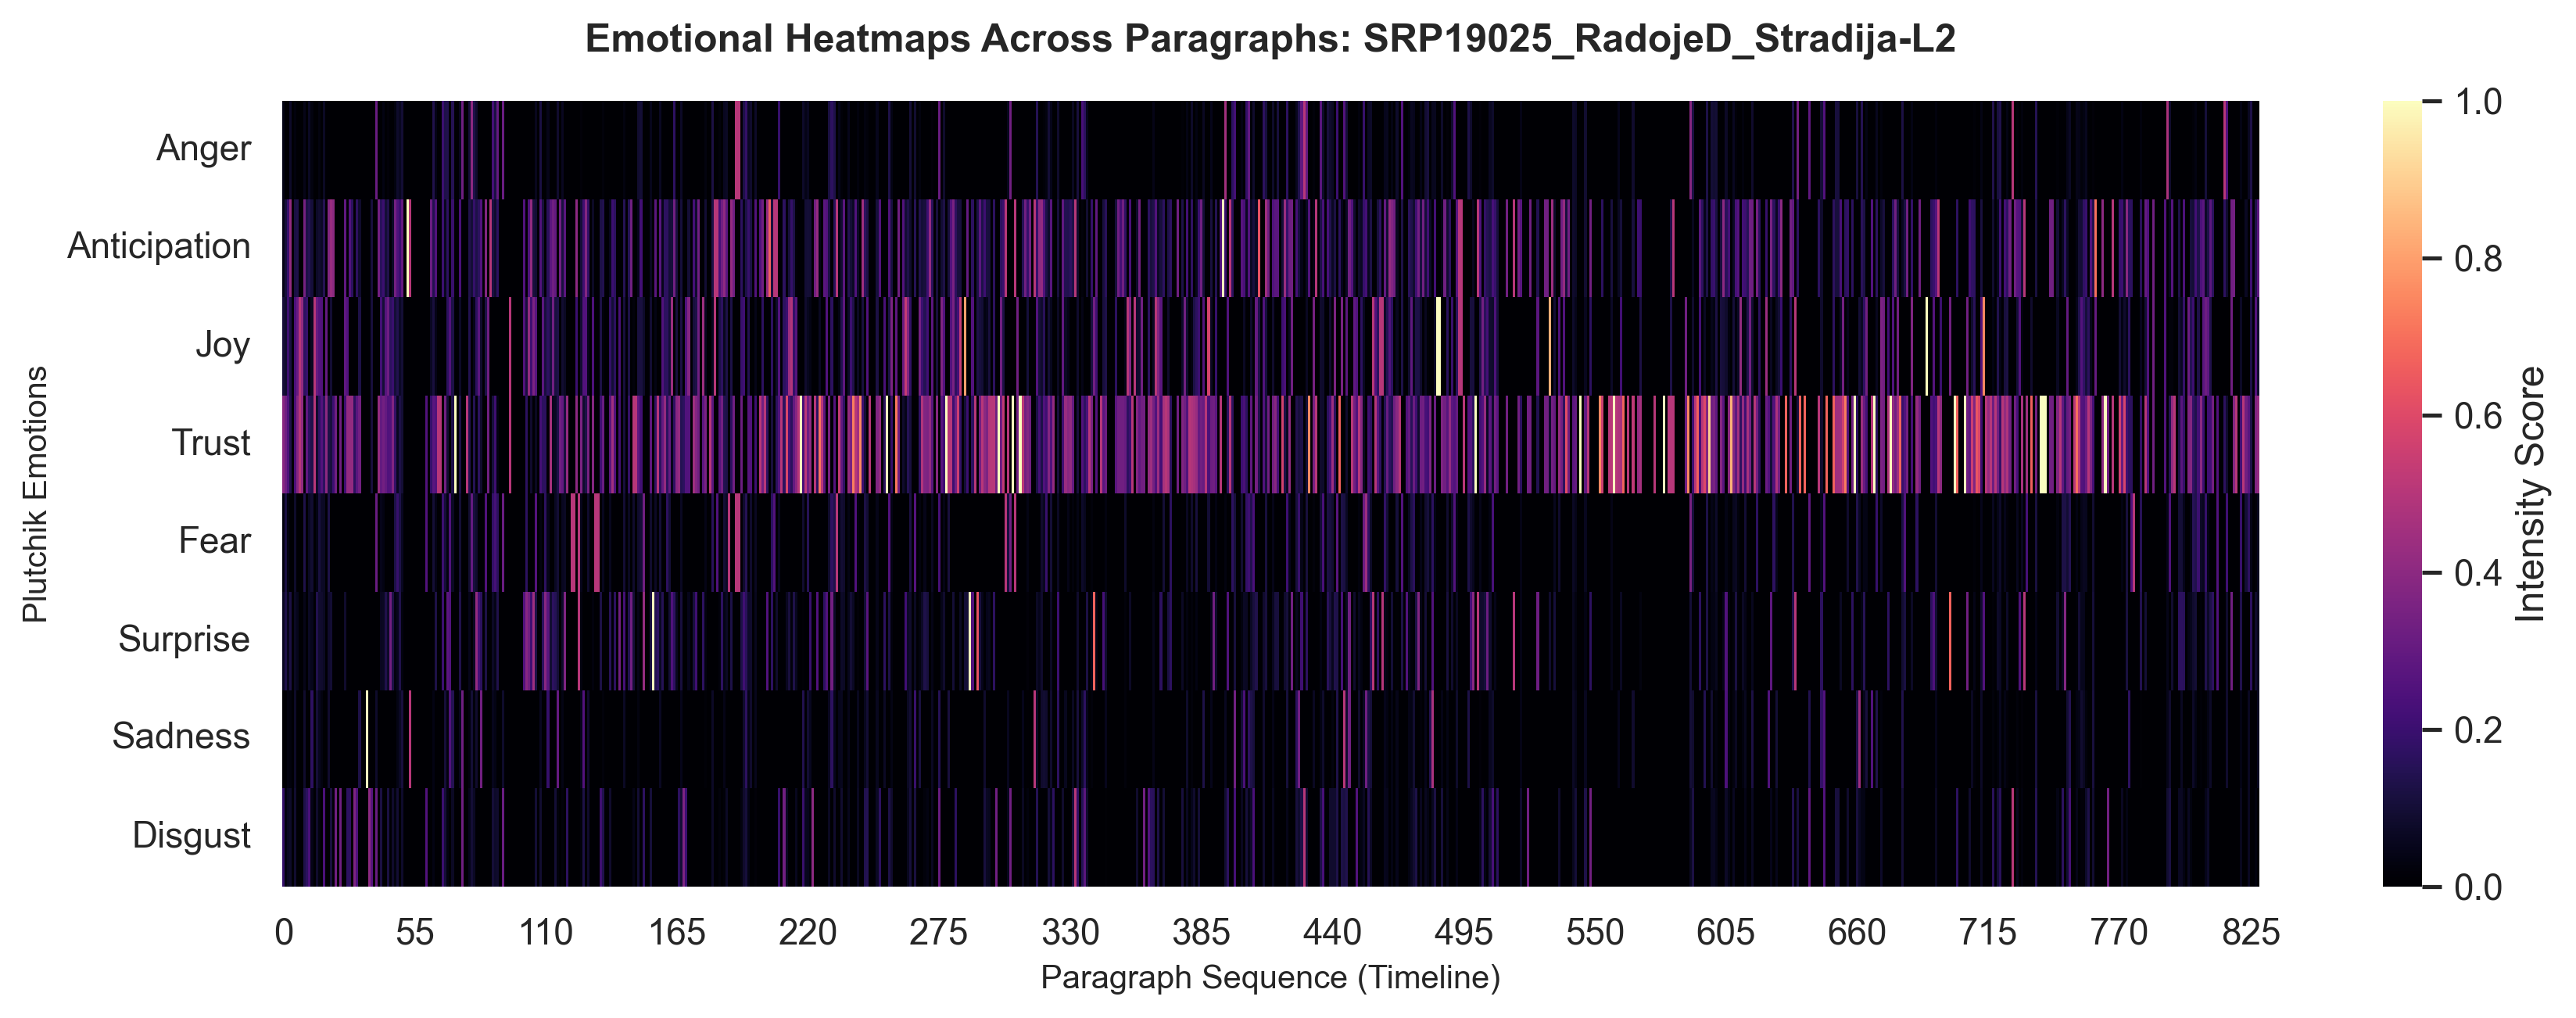 Emotional Heatmaps Across Paragraphs: SRP19025_RadojeD_Stradija-L2
Plutchik Emotions
Anger
Anticipation
Joy
Trust
Fear
Surprise
Sadness
Disgust
0 55 110 165 220 275 330 385 440 495 550 605 660 715 770 825
Paragraph Sequence (Timeline)
1.0
0.8
0.6
0.4
0.2
0.0
Intensity Score